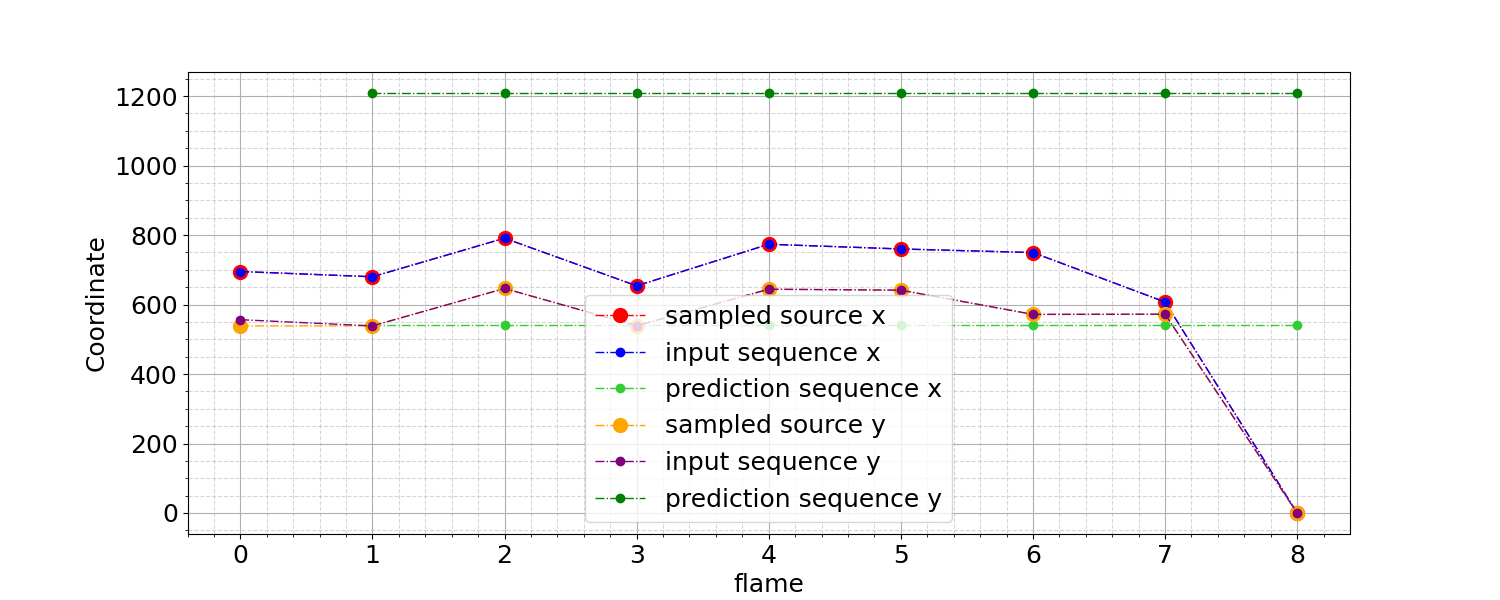 1200
1000
800
600
400
200
0
Coordinate
sampled source x
input sequence x
prediction sequence x
sampled source y
input sequence y
prediction sequence y
0 1 2 3 4 5 6 7 8
flame